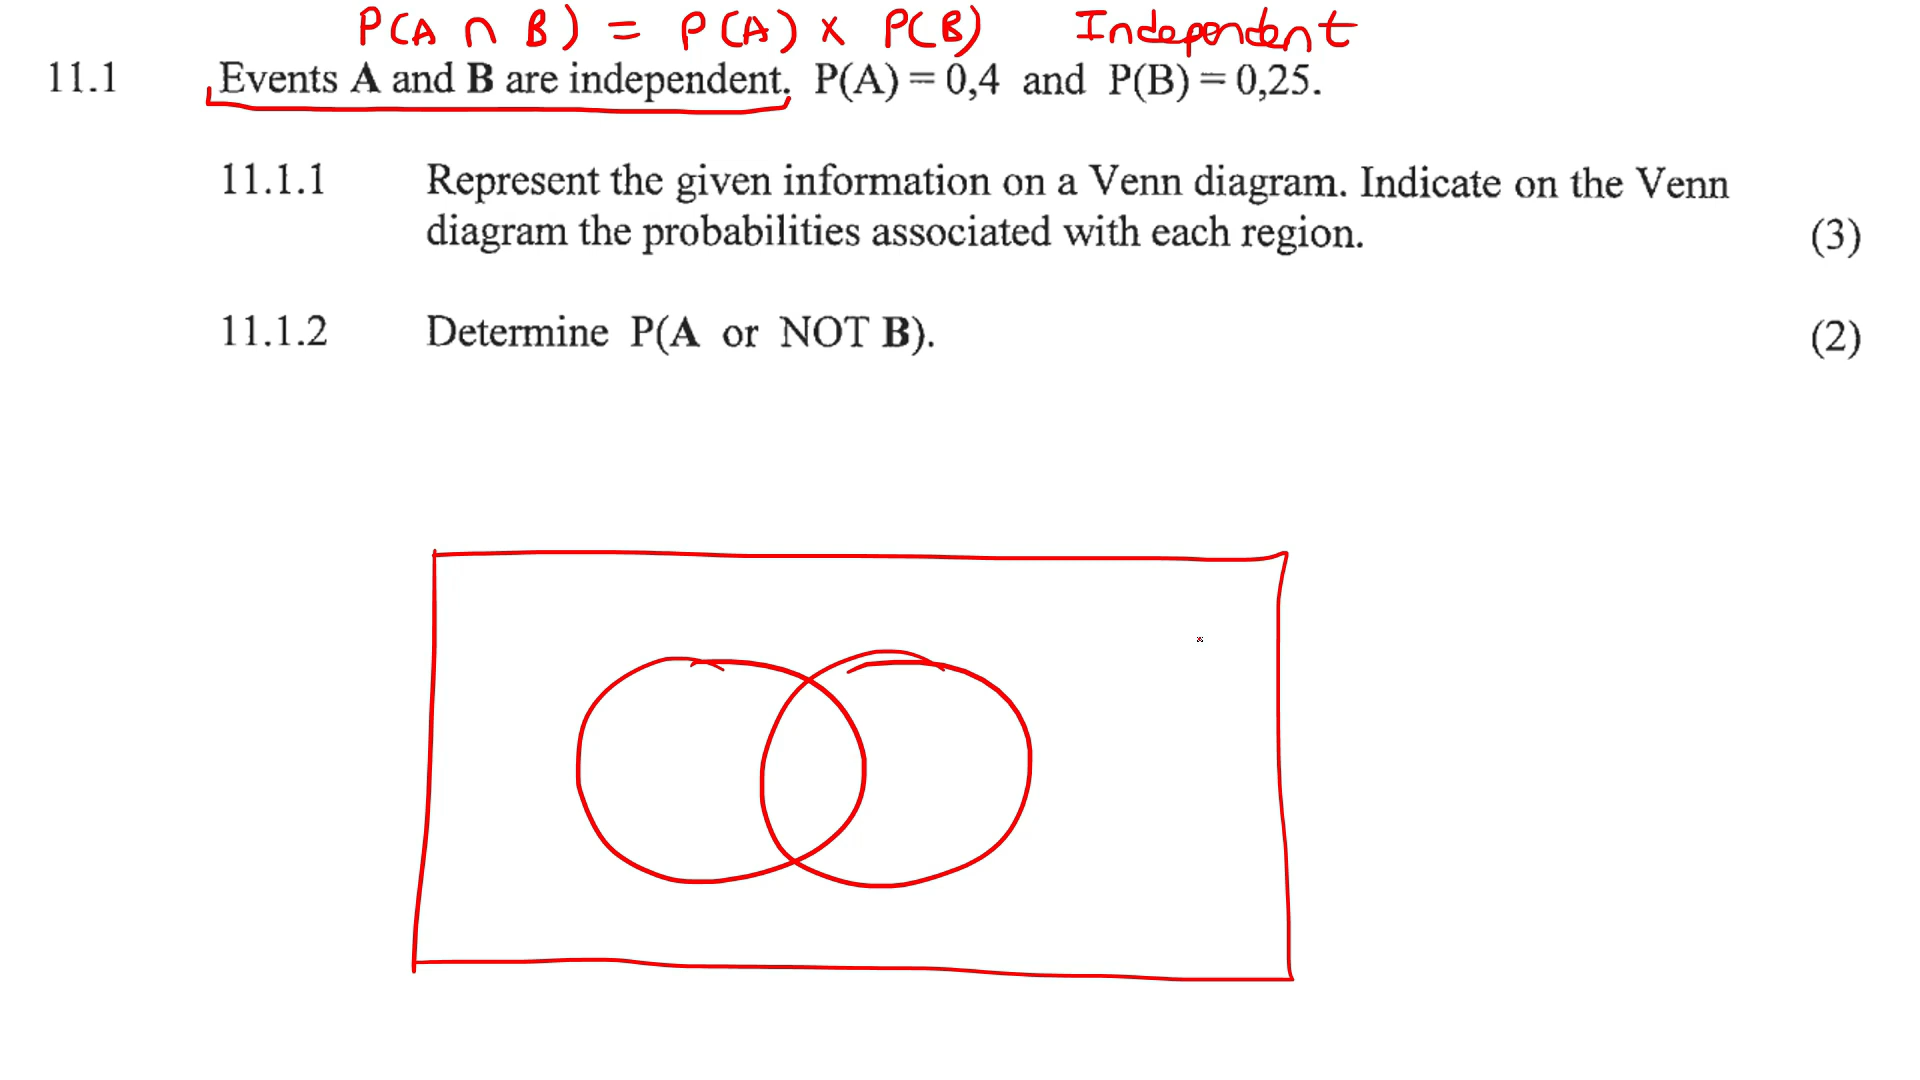 P(A ∩ B) = P(A) × P(B) Independent
11.1 Events A and B are independent. P(A) = 0,4 and P(B) = 0,25.
11.1.1 Represent the given information on a Venn diagram. Indicate on the Venn
diagram the probabilities associated with each region. (3)
11.1.2 Determine P(A or NOT B). (2)